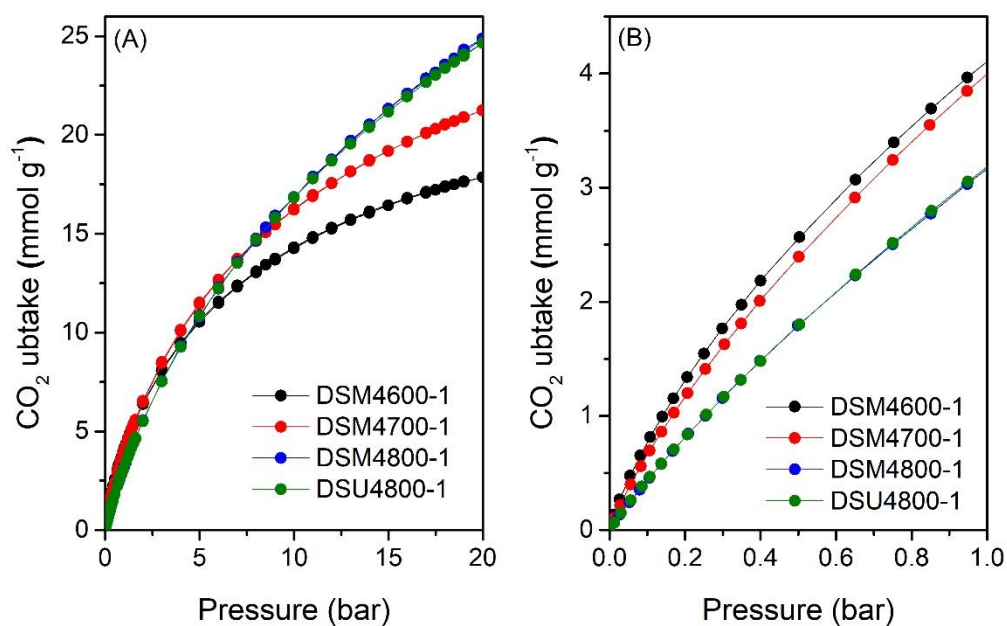 (A)
25
20
15
10
5
0
CO₂ ubtake (mmol g⁻¹)
DSM4600-1
DSM4700-1
DSM4800-1
DSU4800-1
0 5 10 15 20
Pressure (bar)
(B)
4
3
2
1
0
CO₂ ubtake (mmol g⁻¹)
DSM4600-1
DSM4700-1
DSM4800-1
DSU4800-1
0.0 0.2 0.4 0.6 0.8 1.0
Pressure (bar)